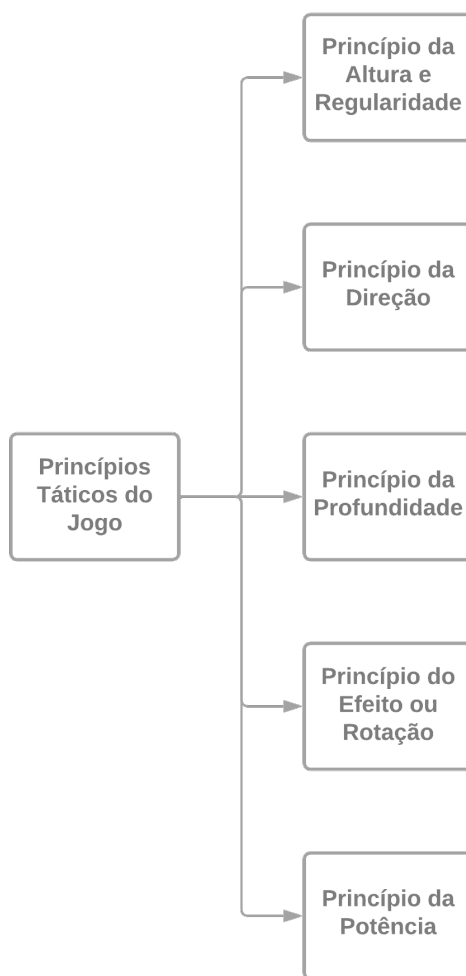 Princípio da
Altura e
Regularidade
Princípio da
Direção
Princípios
Táticos do
Jogo
Princípio da
Profundidade
Princípio do
Efeito ou
Rotação
Princípio da
Potência